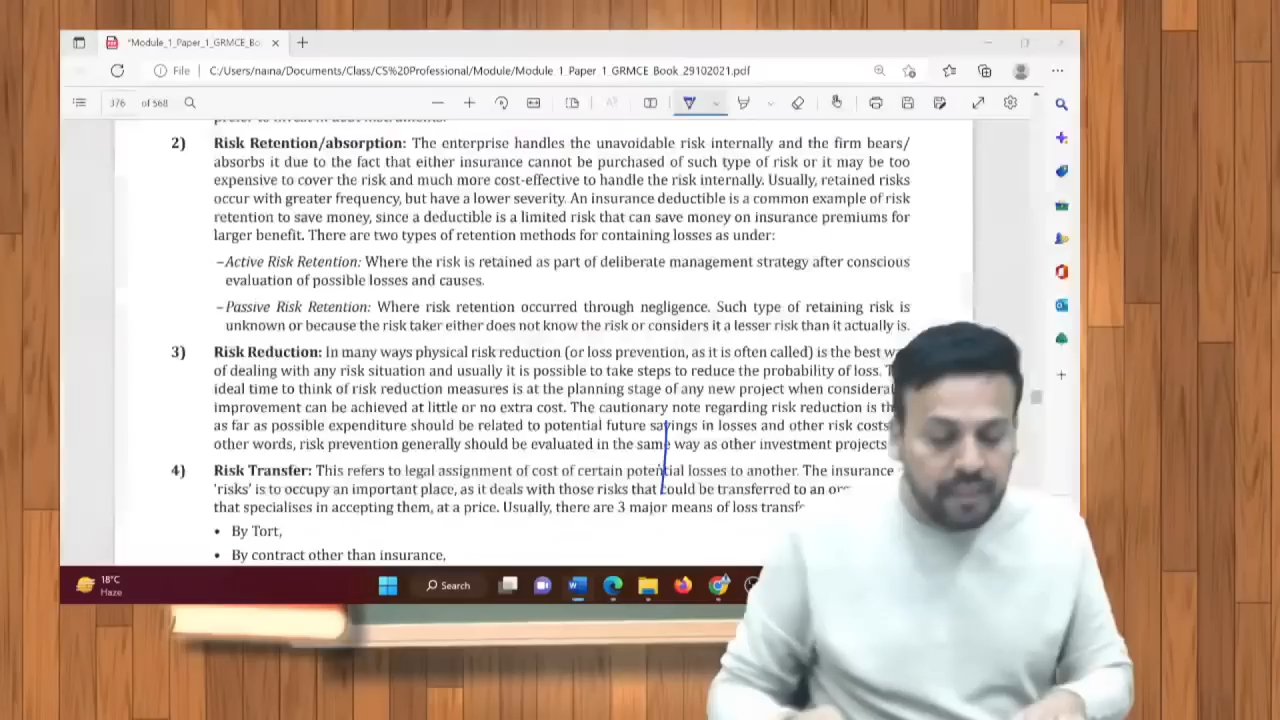 *Module_1_Paper_1_GRMCE_Bo
File
C:/Users/naina/Documents/Class/CS%20Professional/Module/Module_1_Paper_1_GRMCE_Book_29102021.pdf
376 of 568
2) Risk Retention/absorption: The enterprise handles the unavoidable risk internally and the firm bears/
absorbs it due to the fact that either insurance cannot be purchased of such type of risk or it may be too
expensive to cover the risk and much more cost-effective to handle the risk internally. Usually, retained risks
occur with greater frequency, but have a lower severity. An insurance deductible is a common example of risk
retention to save money, since a deductible is a limited risk that can save money on insurance premiums for
larger benefit. There are two types of retention methods for containing losses as under:
–Active Risk Retention: Where the risk is retained as part of deliberate management strategy after conscious
evaluation of possible losses and causes.
–Passive Risk Retention: Where risk retention occurred through negligence. Such type of retaining risk is
unknown or because the risk taker either does not know the risk or considers it a lesser risk than it actually is.
3) Risk Reduction: In many ways physical risk reduction (or loss prevention, as it is often called) is the best
of dealing with any risk situation and usually it is possible to take steps to reduce the probability of loss.
ideal time to think of risk reduction measures is at the planning stage of any new project when
improvement can be achieved at little or no extra cost. The cautionary note regarding risk reduction is
as far as possible expenditure should be related to potential future savings in losses and other risk costs
other words, risk prevention generally should be evaluated in the same way as other investment projects
4) Risk Transfer: This refers to legal assignment of cost of certain potential losses to another. The insurance
'risks' is to occupy an important place, as it deals with those risks that could be transferred to an
that specialises in accepting them, at a price. Usually, there are 3 major means of loss
• By Tort,
• By contract other than insurance,
18°C
Haze
Search